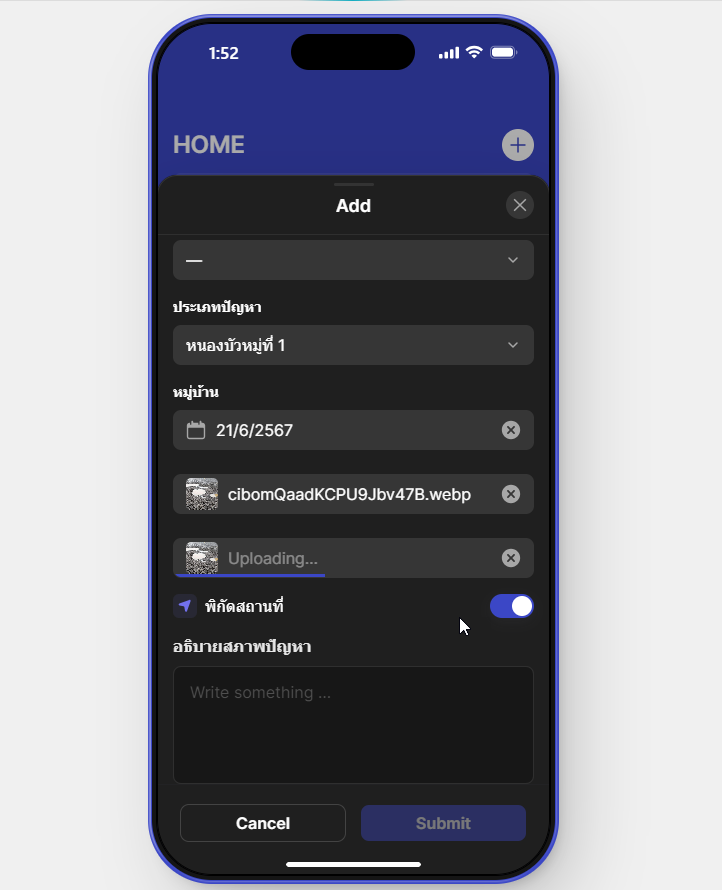 1:52
HOME
Add
—
ประเภทปัญหา
หนองบัวหมู่ที่ 1
หมู่บ้าน
21/6/2567
cibomQaadKCPU9Jbv47B.webp
Uploading...
พิกัดสถานที่
อธิบายสภาพปัญหา
Write something ...
Cancel Submit